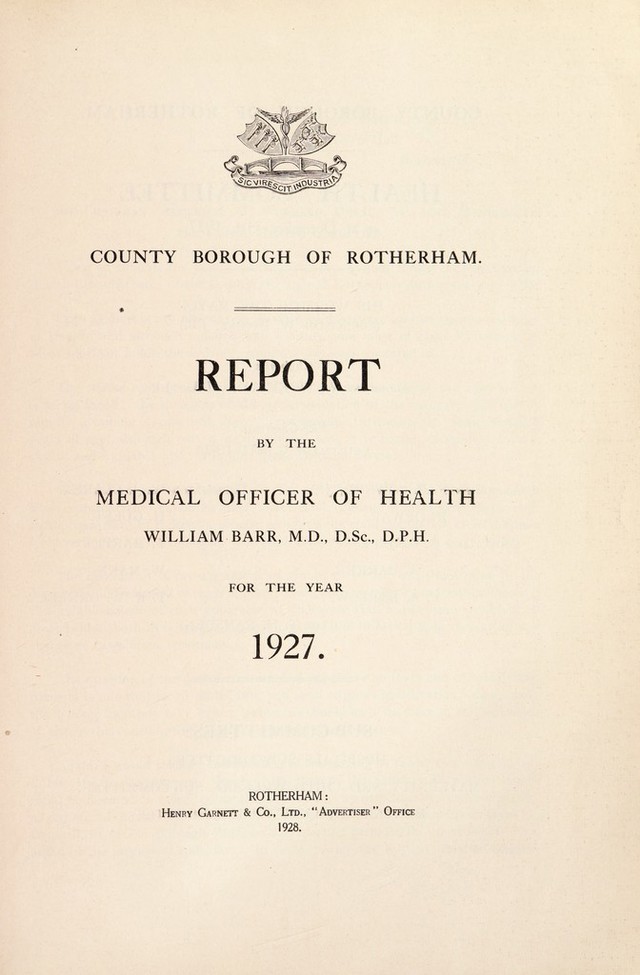 SIC VIRESCIT INDUSTRIA
COUNTY BOROUGH OF ROTHERHAM.
REPORT
BY THE
MEDICAL OFFICER OF HEALTH
WILLIAM BARR, M.D., D.Sc., D.P.H.
FOR THE YEAR
1927.
ROTHERHAM:
Henry Garnett & Co., Ltd., "Advertiser" Office
1928.